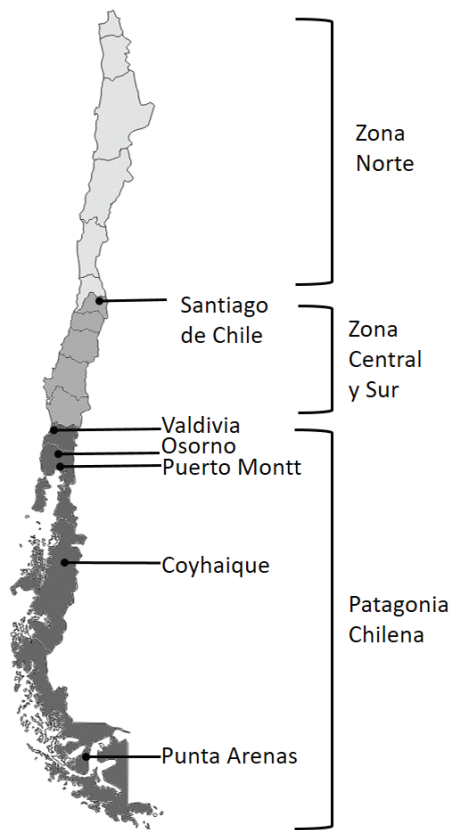 Zona
Norte
Santiago
de Chile
Zona
Central
y Sur
Valdivia
Osorno
Puerto Montt
Coyhaique
Patagonia
Chilena
Punta Arenas